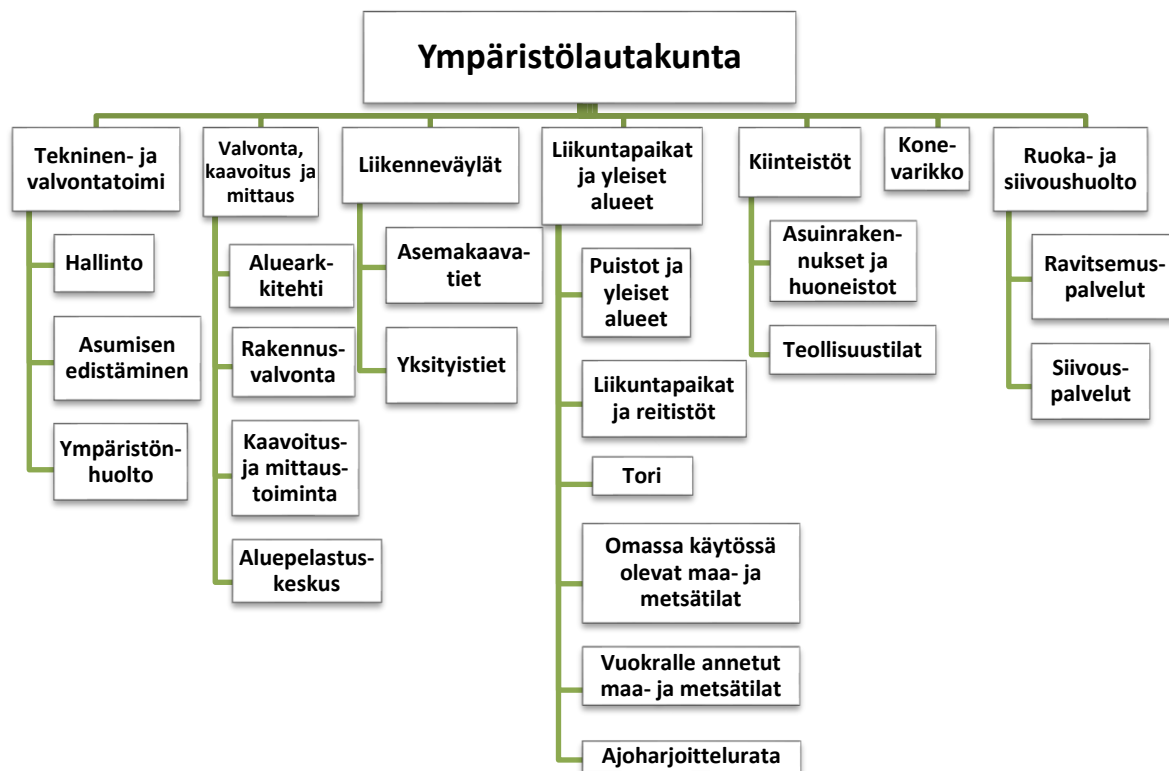 Ympäristölautakunta
Tekninen- ja
valvontatoimi
Hallinto
Asumisen
edistäminen
Ympäristön-
huolto
Valvonta,
kaavoitus ja
mittaus
Alueark-
kitehti
Rakennus-
valvonta
Kaavoitus-
ja mittaus-
toiminta
Aluepelastus-
keskus
Liikenneväylät
Asemakaava-
tiet
Yksityistiet
Liikuntapaikat
ja yleiset
alueet
Puistot ja
yleiset
alueet
Liikuntapaikat
ja reitistöt
Tori
Omassa käytössä
olevat maa- ja
metsätilat
Vuokralle annetut
maa- ja metsätilat
Ajoharjoittelurata
Kiinteistöt
Asuinraken-
nukset ja
huoneistot
Teollisuustilat
Kone-
varikko
Ruoka- ja
siivoushuolto
Ravitsemus-
palvelut
Siivous-
palvelut